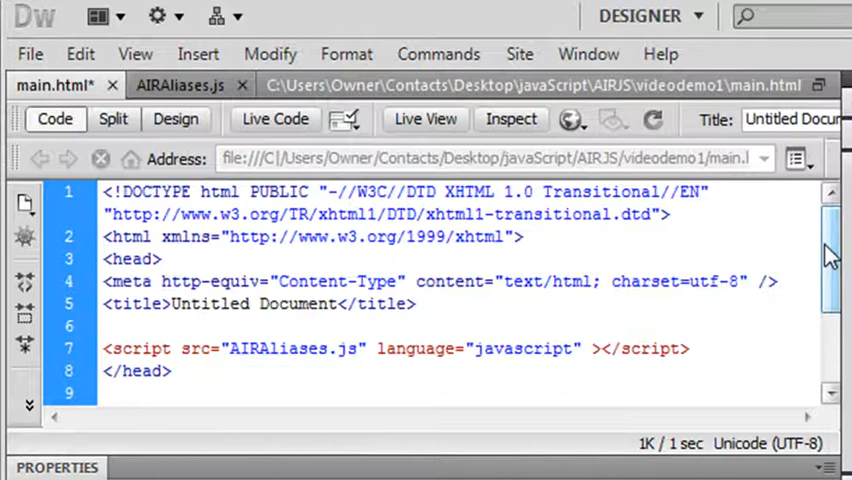 Dw DESIGNER
File Edit View Insert Modify Format Commands Site Window Help
main.html* AIRAliases.js C:\Users\Owner\Contacts\Desktop\javaScript\AIRJS\videodemo1\main.html
Code Split Design Live Code Live View Inspect Title: Untitled Docur
Address: file:///C|/Users/Owner/Contacts/Desktop/javaScript/AIRJS/videodemo1/main.l
1 <!DOCTYPE html PUBLIC "-//W3C//DTD XHTML 1.0 Transitional//EN"
"http://www.w3.org/TR/xhtml1/DTD/xhtml1-transitional.dtd">
2 <html xmlns="http://www.w3.org/1999/xhtml">
3 <head>
4 <meta http-equiv="Content-Type" content="text/html; charset=utf-8" />
5 <title>Untitled Document</title>
6
7 <script src="AIRAliases.js" language="javascript" ></script>
8 </head>
9
1K / 1 sec Unicode (UTF-8)
PROPERTIES